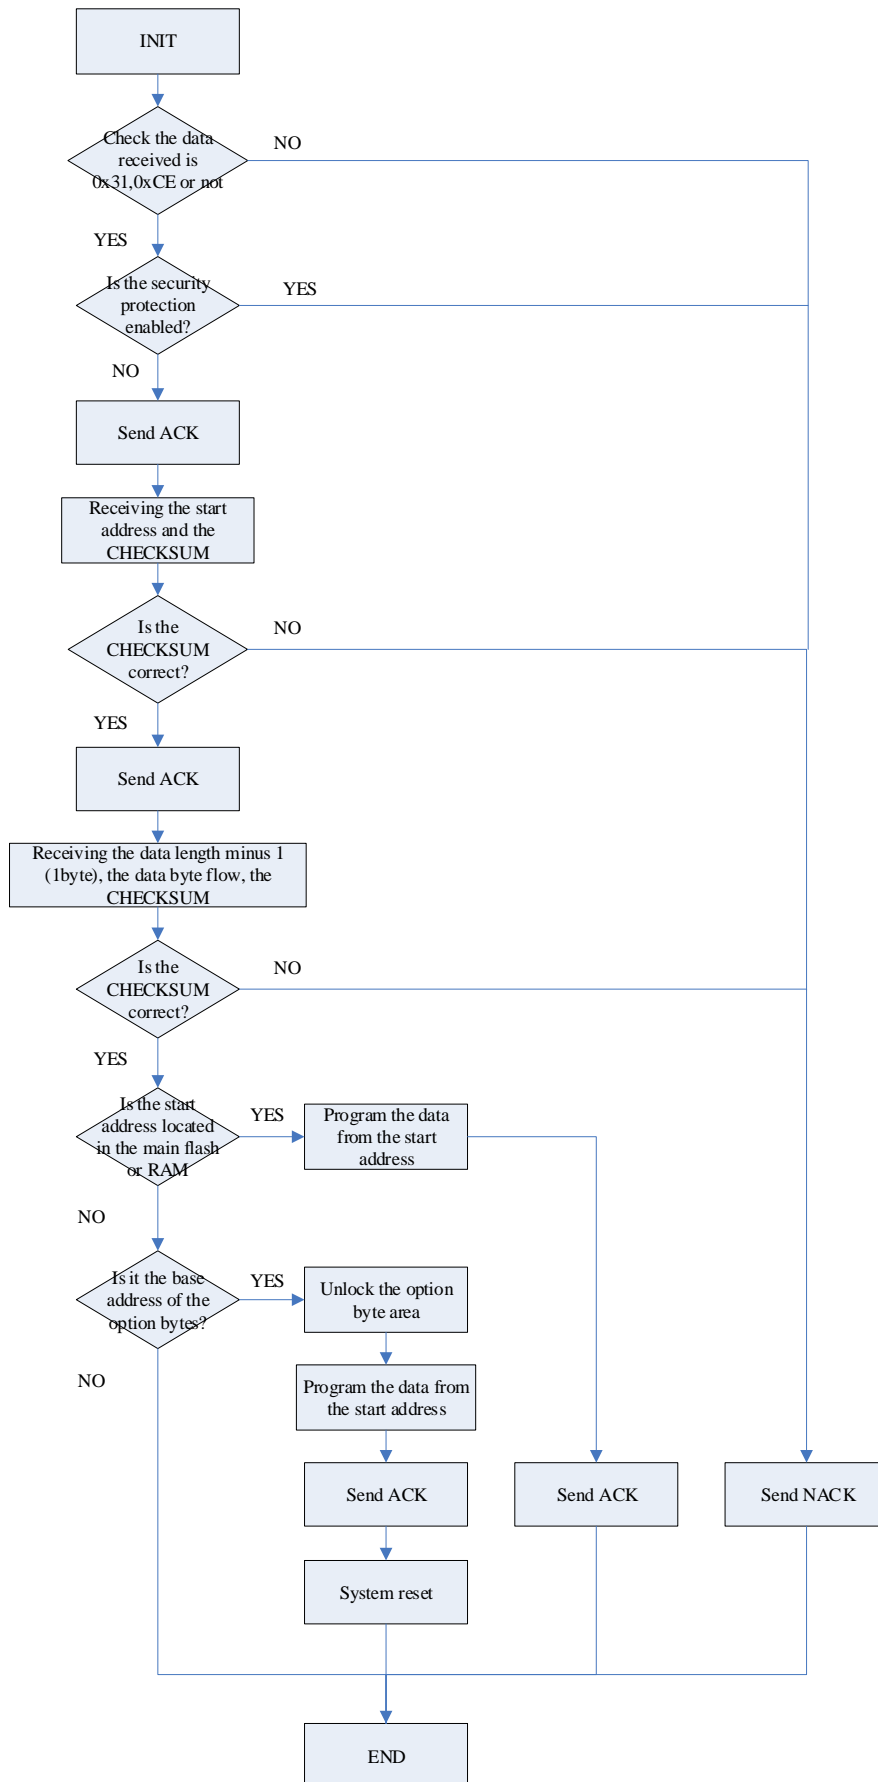 INIT
Check the data
received is
0x31,0xCE or not
NO
YES
Is the security
protection
enabled?
YES
NO
Send ACK
Receiving the start
address and the
CHECKSUM
Is the
CHECKSUM
correct?
NO
YES
Send ACK
Receiving the data length minus 1
(1byte), the data byte flow, the
CHECKSUM
Is the
CHECKSUM
correct?
NO
YES
Is the start
address located
in the main flash
or RAM
YES
Program the data
from the start
address
NO
Is it the base
address of the
option bytes?
YES
Unlock the option
byte area
NO
Program the data from
the start address
Send ACK
Send ACK
Send NACK
System reset
END